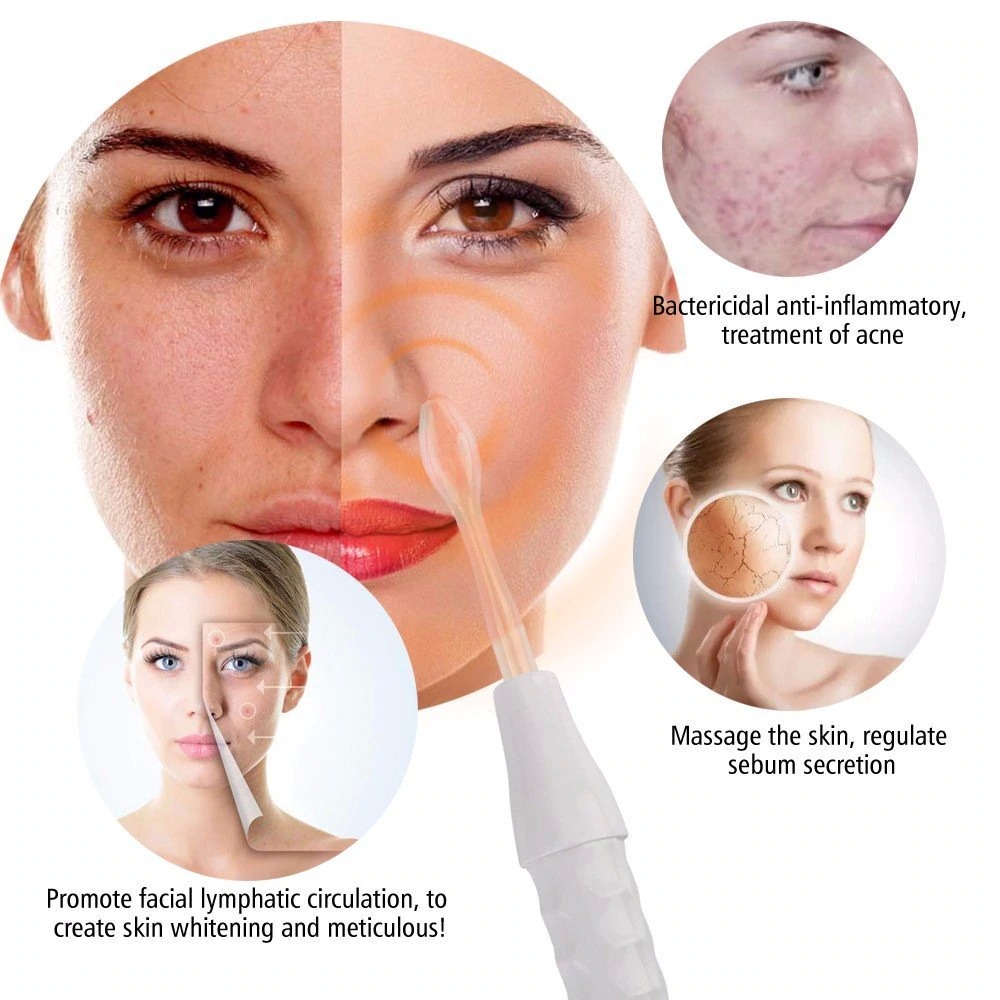 Bactericidal anti-inflammatory,
treatment of acne
Massage the skin, regulate
sebum secretion
Promote facial lymphatic circulation, to
create skin whitening and meticulous!